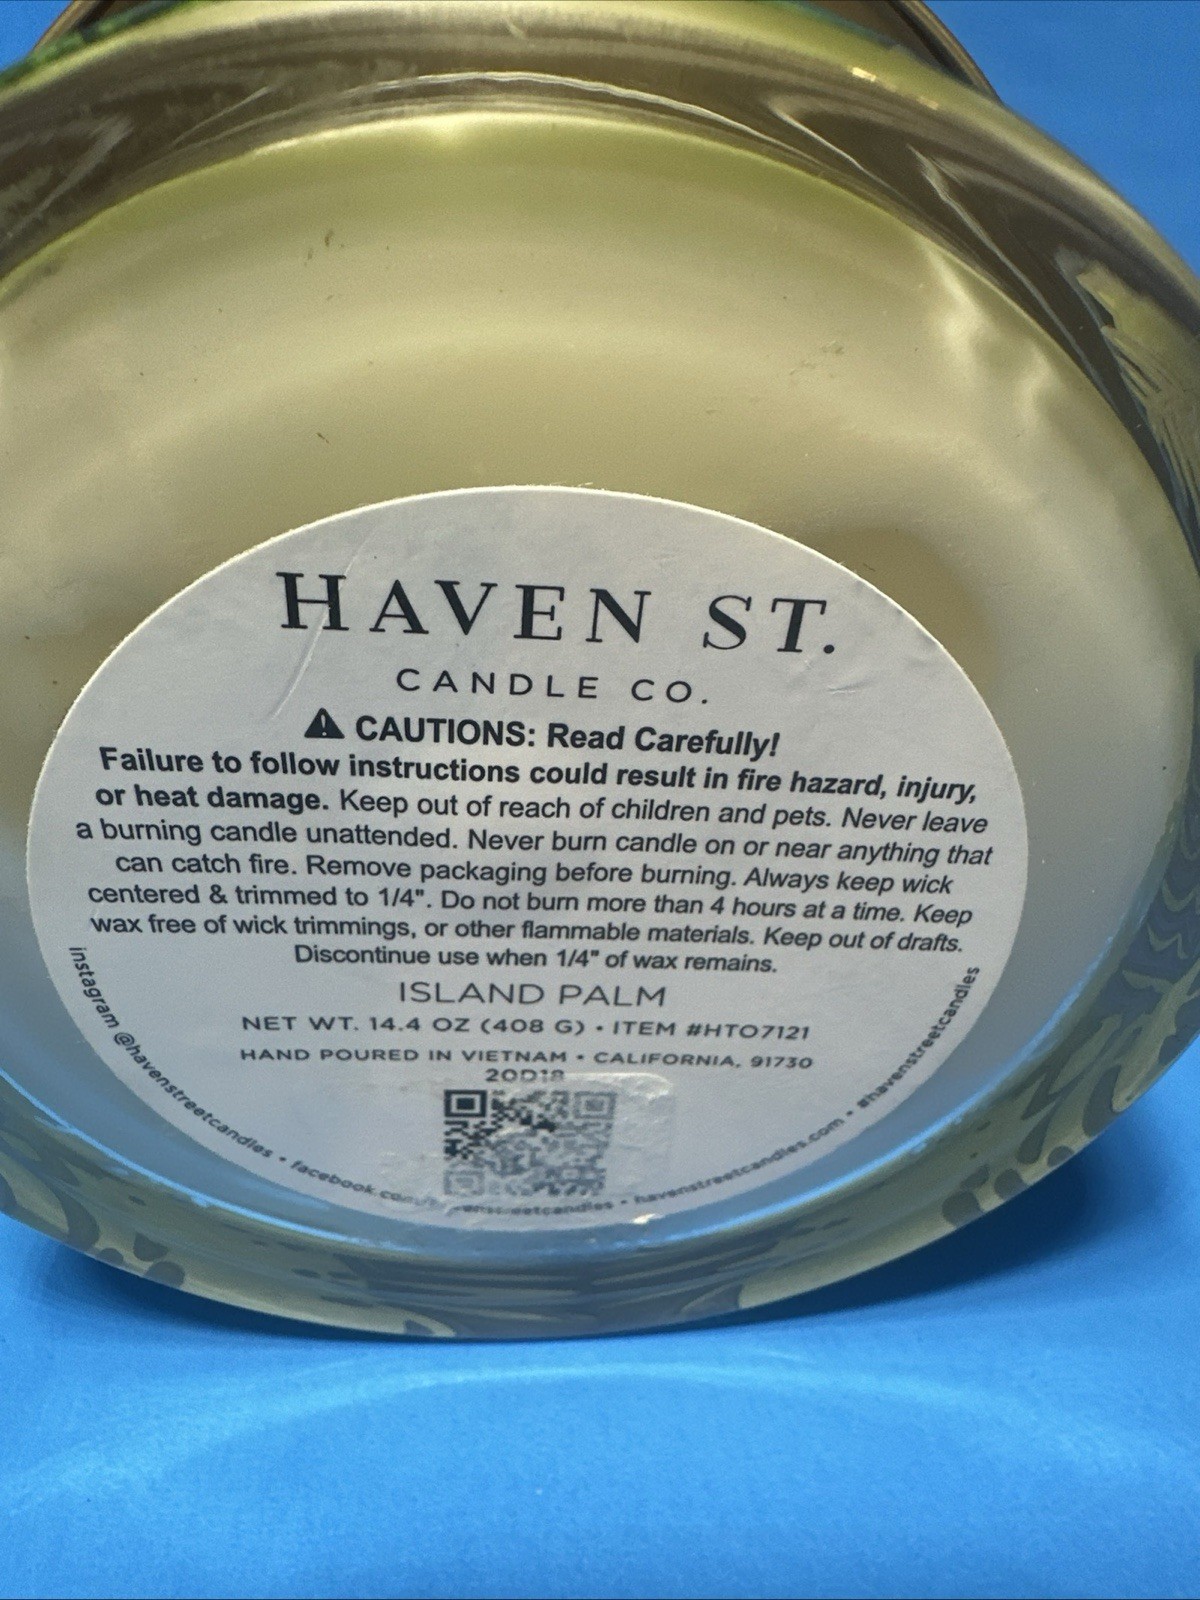 HAVEN ST.
CANDLE CO.
CAUTIONS: Read Carefully!
Failure to follow instructions could result in fire hazard, injury,
or heat damage. Keep out of reach of children and pets. Never leave
a burning candle unattended. Never burn candle on or near anything that
can catch fire. Remove packaging before burning. Always keep wick
centered & trimmed to 1/4". Do not burn more than 4 hours at a time. Keep
wax free of wick trimmings, or other flammable materials. Keep out of drafts.
Discontinue use when 1/4" of wax remains.
ISLAND PALM
NET WT. 14.4 OZ (408 G) • ITEM #HTO7121
HAND POURED IN VIETNAM • CALIFORNIA, 91730
20D18
instagram @havenstreetcandles • facebook.com/ • havenstreetcandles.com • #havenstreetcandles